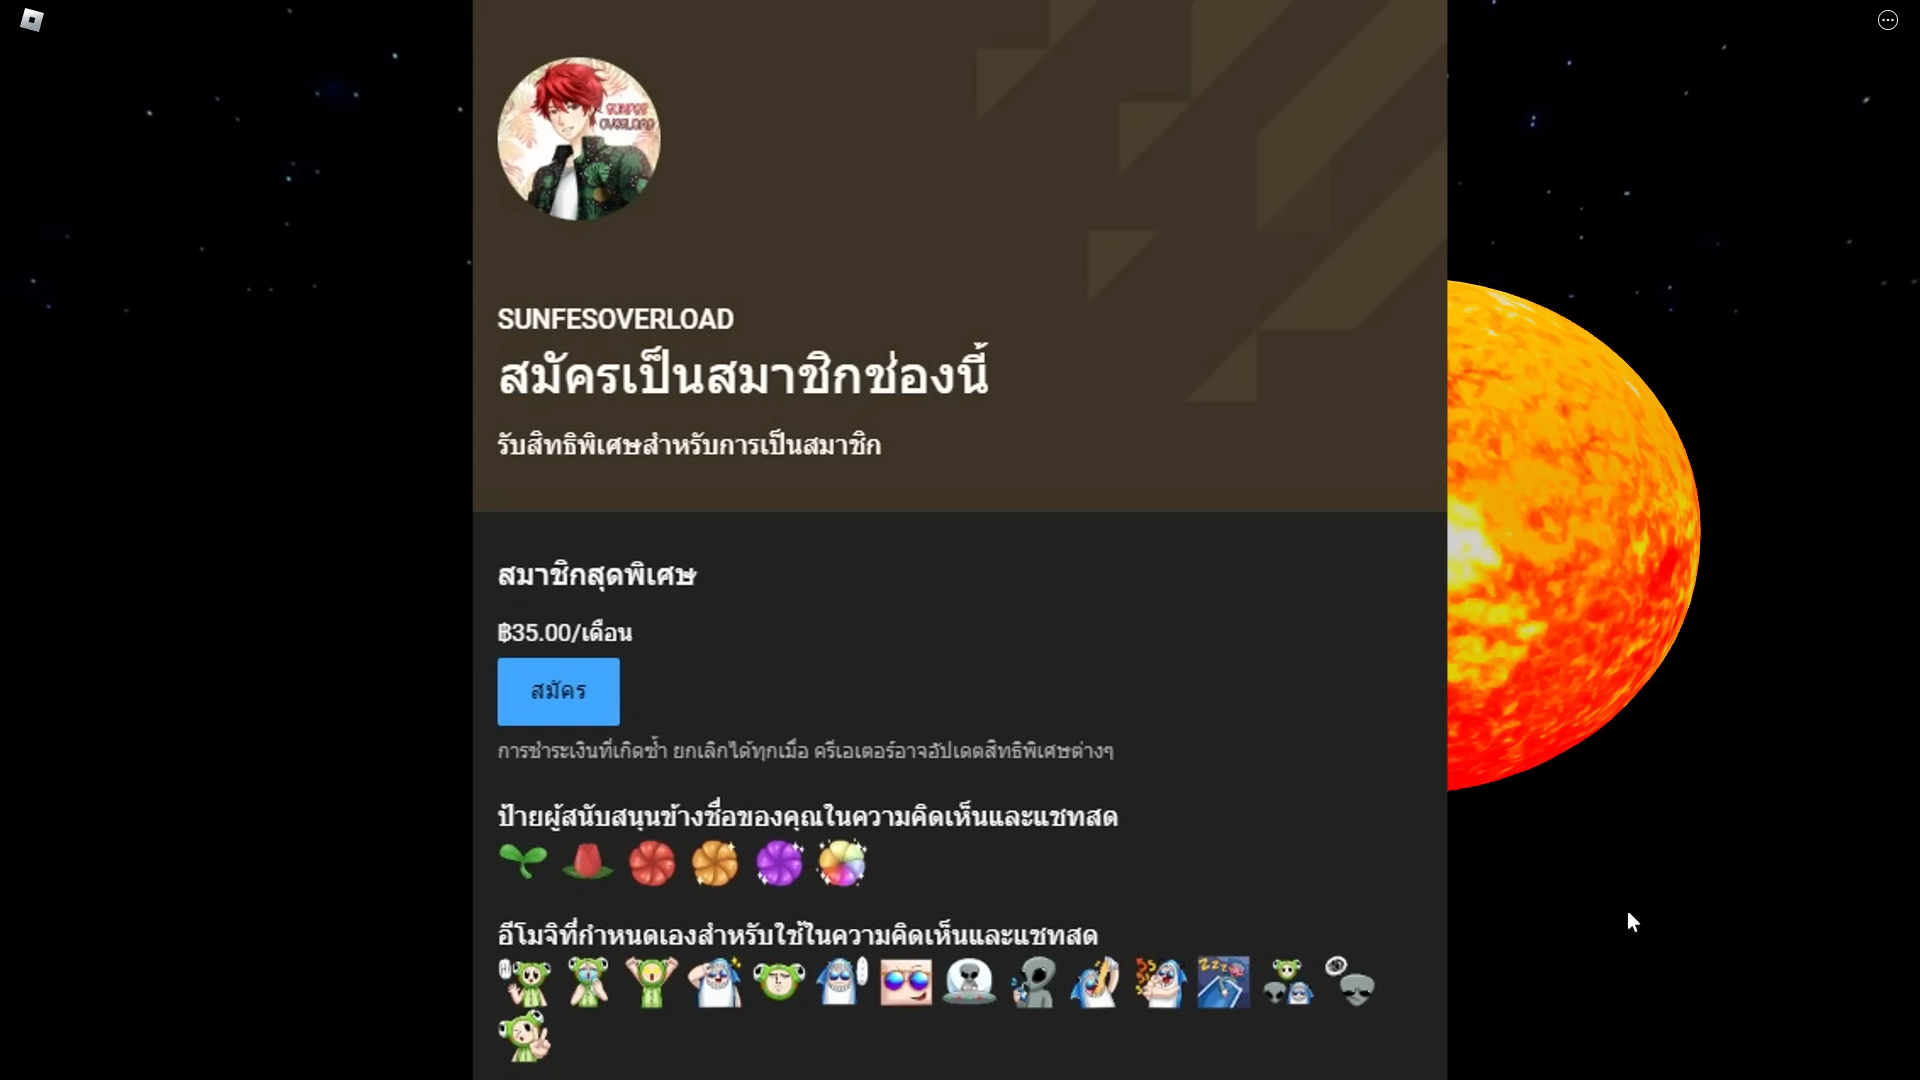 SUNFES
OVERLOAD
SUNFESOVERLOAD
สมัครเป็นสมาชิกช่องนี้
รับสิทธิพิเศษสำหรับการเป็นสมาชิก
สมาชิกสุดพิเศษ
฿35.00/เดือน
สมัคร
การชำระเงินที่เกิดซ้ำ ยกเลิกได้ทุกเมื่อ ครีเอเตอร์อาจอัปเดตสิทธิพิเศษต่างๆ
ป้ายผู้สนับสนุนข้างชื่อของคุณในความคิดเห็นและแชทสด
อีโมจิที่กำหนดเองสำหรับใช้ในความคิดเห็นและแชทสด